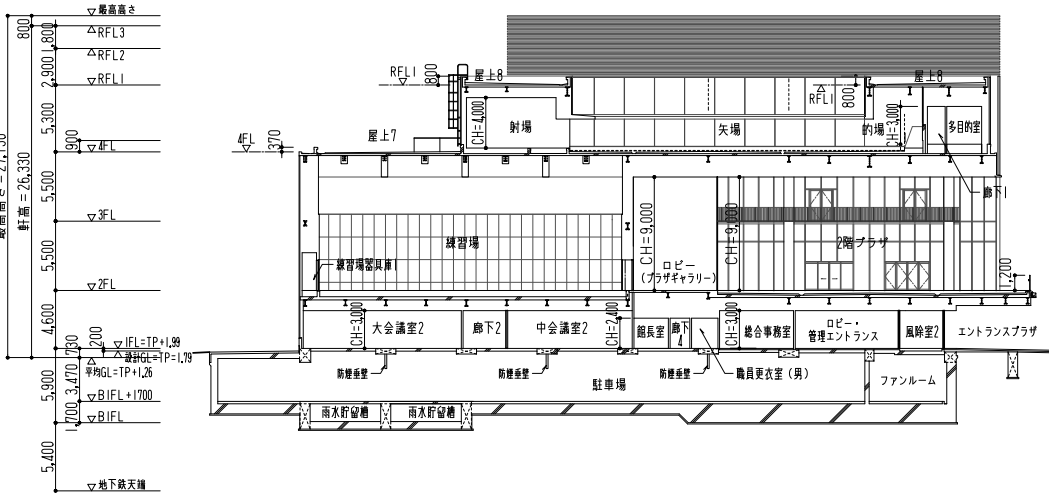 最高高さ
800
RFL3
1,800
RFL2
2,900
RFL1
5,300
900
4FL
5,500
3FL
5,500
2FL
4,600
軒高=26,330
200
730
1FL=TP+1.99
設計GL=TP+1.79
平均GL=TP+1.26
3,470
5,900
B1FL+1700
1,700
B1FL
5,400
地下鉄天端
RFL1
800
屋上8
屋上8
RFL1
800
4FL
370
屋上7
CH=4,000
射場
矢場
的場
CH=3,000
多目的室
廊下1
練習場
練習場器具庫1
CH=9,000
CH=9,000
ロビー
(プラザギャラリー)
2階プラザ
1,200
CH=3,000
大会議室2
廊下2
中会議室2
CH=2,400
館長室
廊下
4
総合事務室
ロビー・
管理エントランス
風除室2
エントランスプラザ
防煙垂壁
防煙垂壁
防煙垂壁
職員更衣室(男)
駐車場
ファンルーム
雨水貯留槽
雨水貯留槽